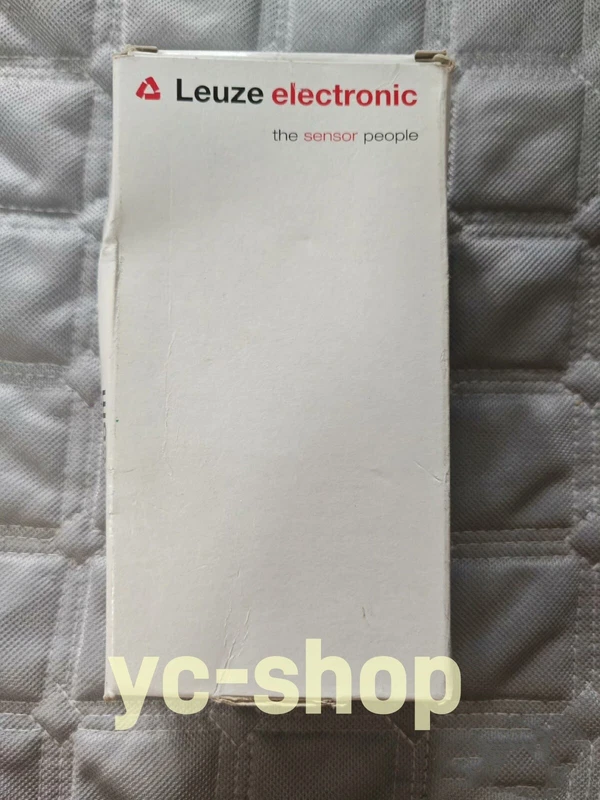 Leuze electronic
the sensor people
yc-shop